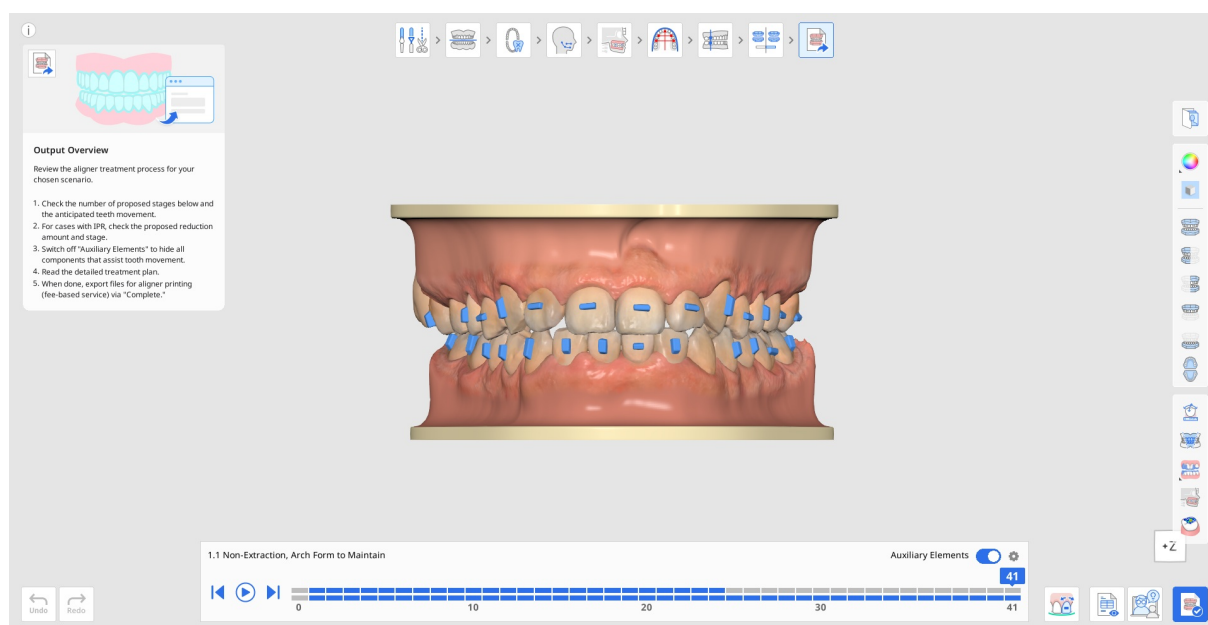 Output Overview
Review the aligner treatment process for your
chosen scenario.
1. Check the number of proposed stages below and
the anticipated teeth movement.
2. For cases with IPR, check the proposed reduction
amount and stage.
3. Switch off "Auxiliary Elements" to hide all
components that assist tooth movement.
4. Read the detailed treatment plan.
5. When done, export files for aligner printing
(fee-based service) via "Complete."
+Z
1.1 Non-Extraction, Arch Form to Maintain
Auxiliary Elements
41
0 10 20 30 41
Undo Redo